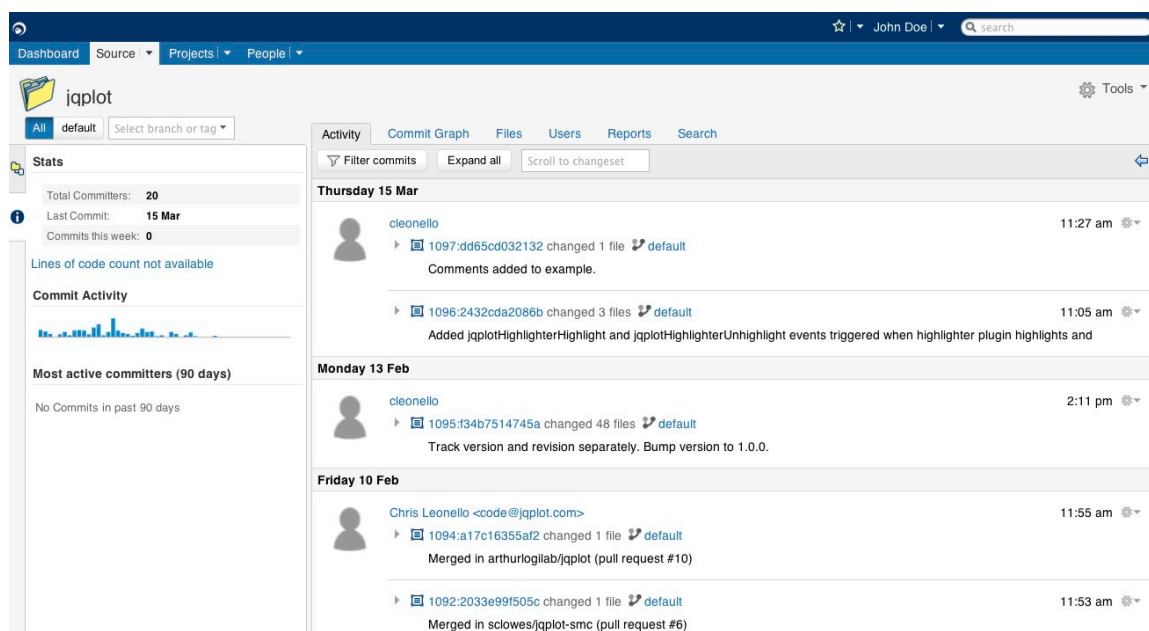 John Doe
search
Dashboard Source Projects People
jqplot
Tools
All default Select branch or tag
Activity Commit Graph Files Users Reports Search
Filter commits Expand all Scroll to changeset
Stats
Total Committers: 20
Last Commit: 15 Mar
Commits this week: 0
Lines of code count not available
Commit Activity
Most active committers (90 days)
No Commits in past 90 days
Thursday 15 Mar
cleonello 11:27 am
1097:dd65cd032132 changed 1 file default
Comments added to example.
1096:2432cda2086b changed 3 files default 11:05 am
Added jqplotHighlighterHighlight and jqplotHighlighterUnhighlight events triggered when highlighter plugin highlights and
Monday 13 Feb
cleonello 2:11 pm
1095:f34b7514745a changed 48 files default
Track version and revision separately. Bump version to 1.0.0.
Friday 10 Feb
Chris Leonello <code@jqplot.com> 11:55 am
1094:a17c16355af2 changed 1 file default
Merged in arthurlogilab/jqplot (pull request #10)
1092:2033e99f505c changed 1 file default 11:53 am
Merged in sclowes/jqplot-smc (pull request #6)